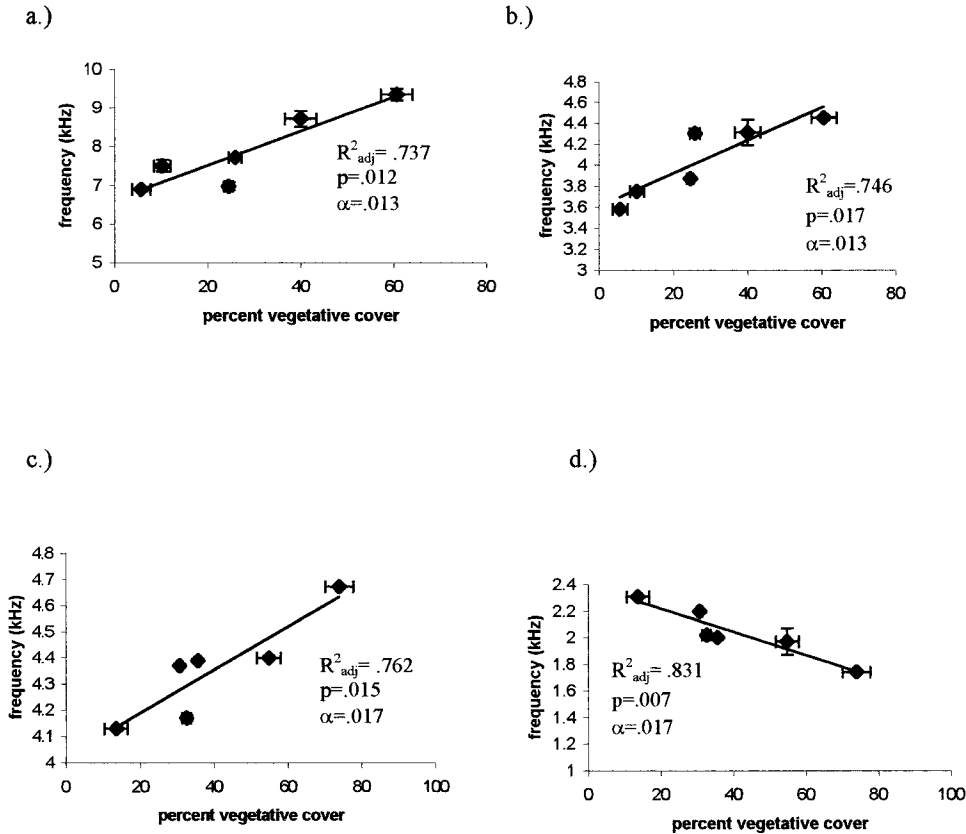 a.)
10
9
8
7
6
5
frequency (kHz)
R²adj= .737
p=.012
α=.013
0 20 40 60 80
percent vegetative cover
b.)
4.8
4.6
4.4
4.2
4
3.8
3.6
3.4
3.2
3
frequency (kHz)
R²adj=.746
p=.017
α=.013
0 20 40 60 80
percent vegetative cover
c.)
4.8
4.7
4.6
4.5
4.4
4.3
4.2
4.1
4
frequency (kHz)
R²adj= .762
p=.015
α=.017
0 20 40 60 80 100
percent vegetative cover
d.)
2.4
2.2
2
1.8
1.6
1.4
1.2
1
frequency (kHz)
R²adj= .831
p=.007
α=.017
0 20 40 60 80 100
percent vegetative cover